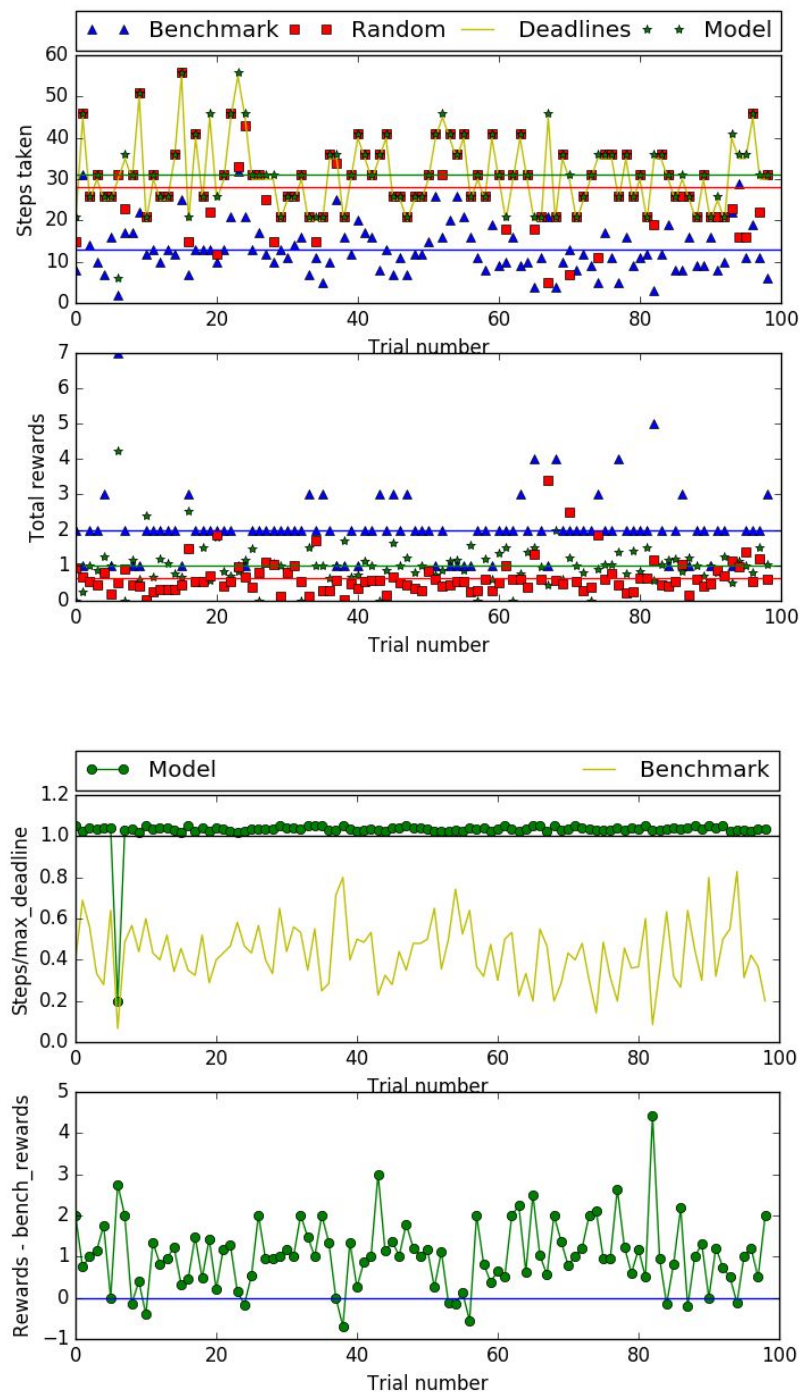 Benchmark Random Deadlines Model
60
50
40
30
20
10
0
Steps taken
0 20 40 60 80 100
Trial number
7
6
5
4
3
2
1
0
Total rewards
0 20 40 60 80 100
Trial number
Model Benchmark
1.2
1.0
0.8
0.6
0.4
0.2
0.0
Steps/max_deadline
0 20 40 60 80 100
Trial number
5
4
3
2
1
0
−1
Rewards - bench_rewards
0 20 40 60 80 100
Trial number